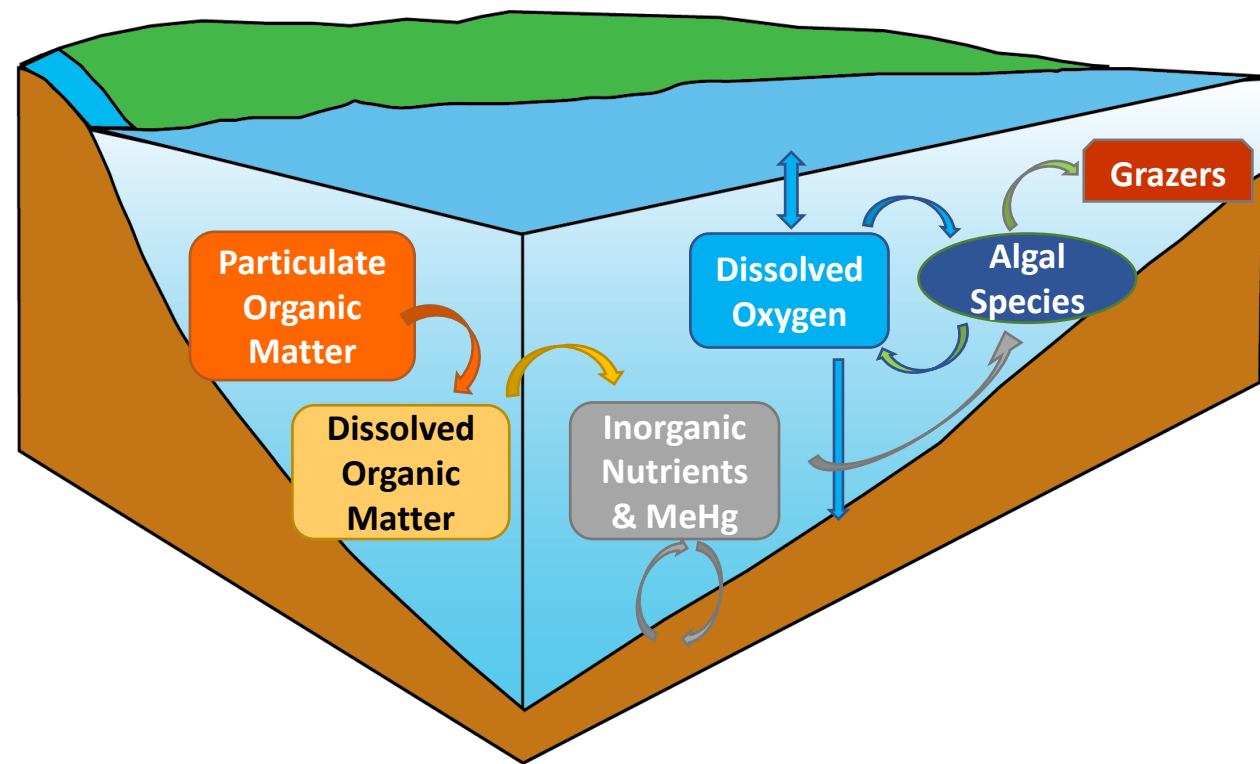 Grazers
Particulate
Organic
Matter
Dissolved
Oxygen
Algal
Species
Dissolved
Organic
Matter
Inorganic
Nutrients
& MeHg